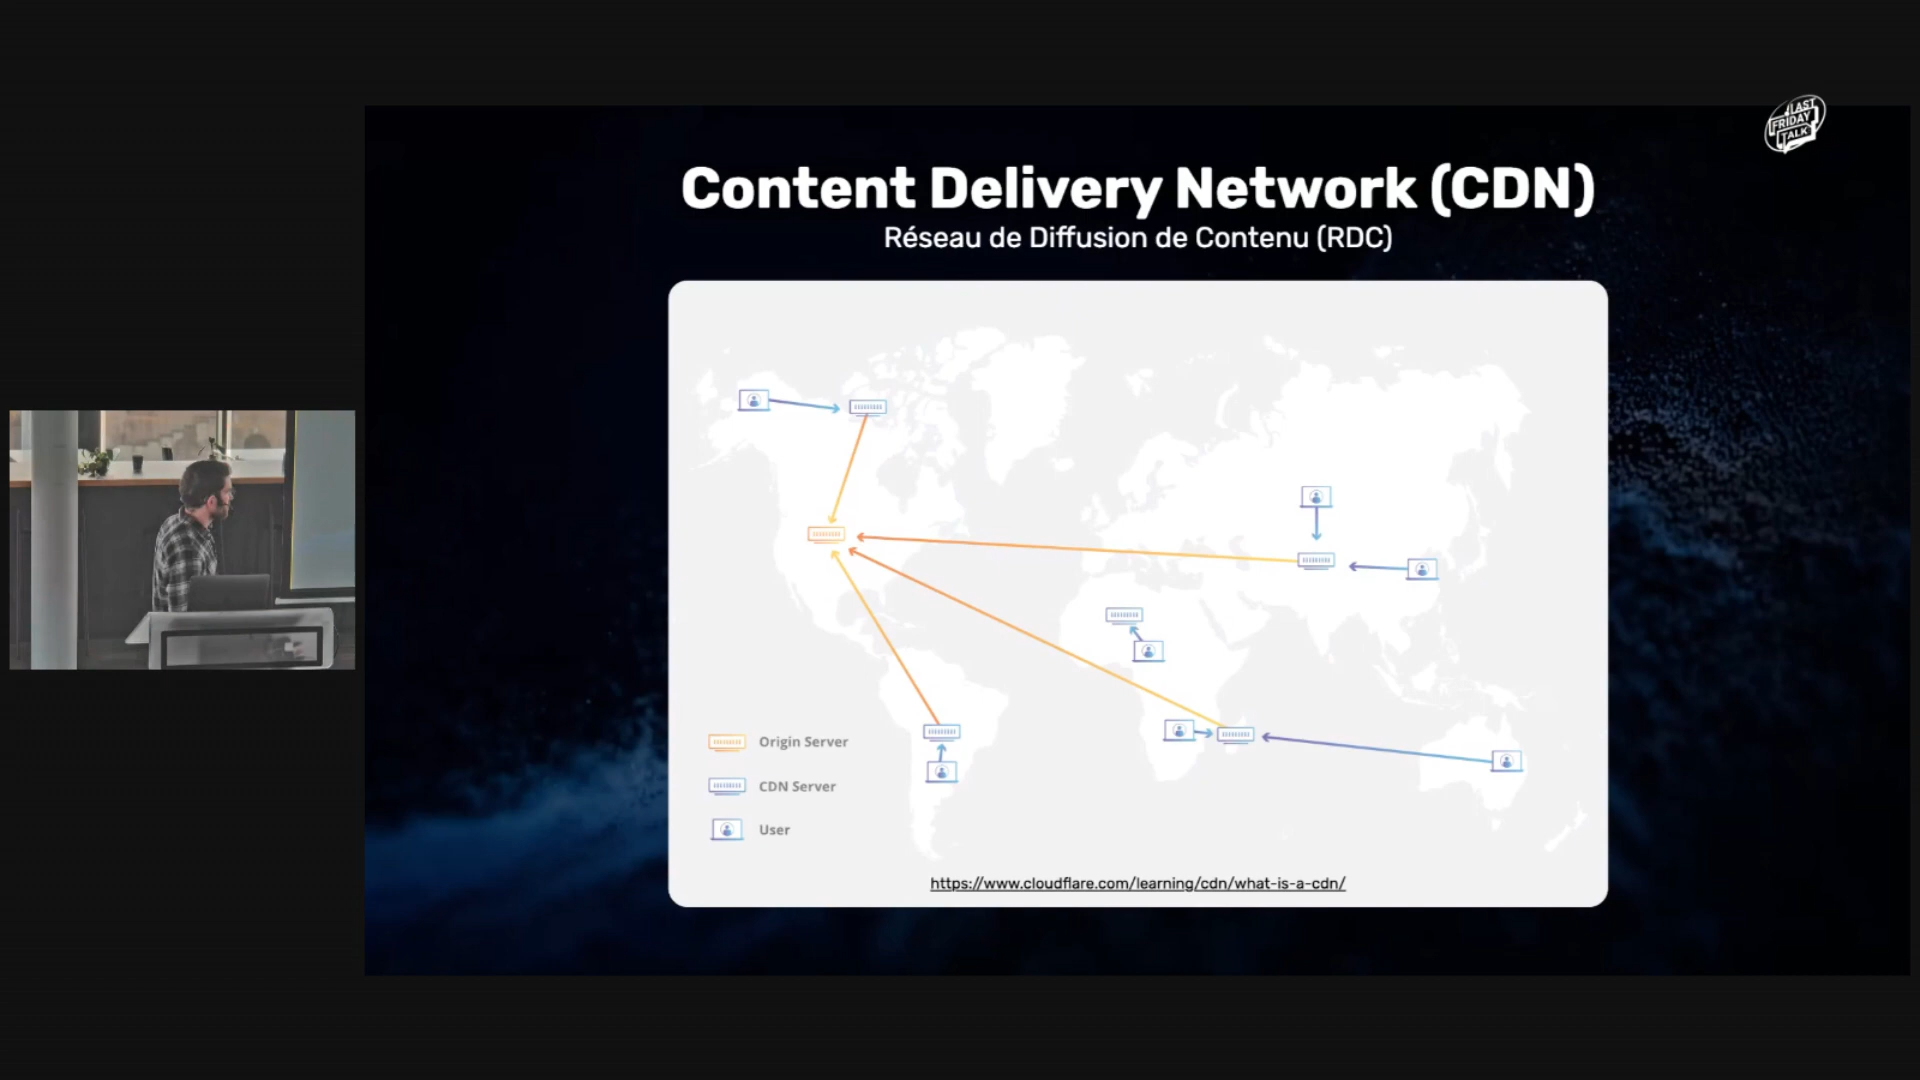 LAST
FRIDAY
TALK
Content Delivery Network (CDN)
Réseau de Diffusion de Contenu (RDC)
Origin Server
CDN Server
User
https://www.cloudflare.com/learning/cdn/what-is-a-cdn/